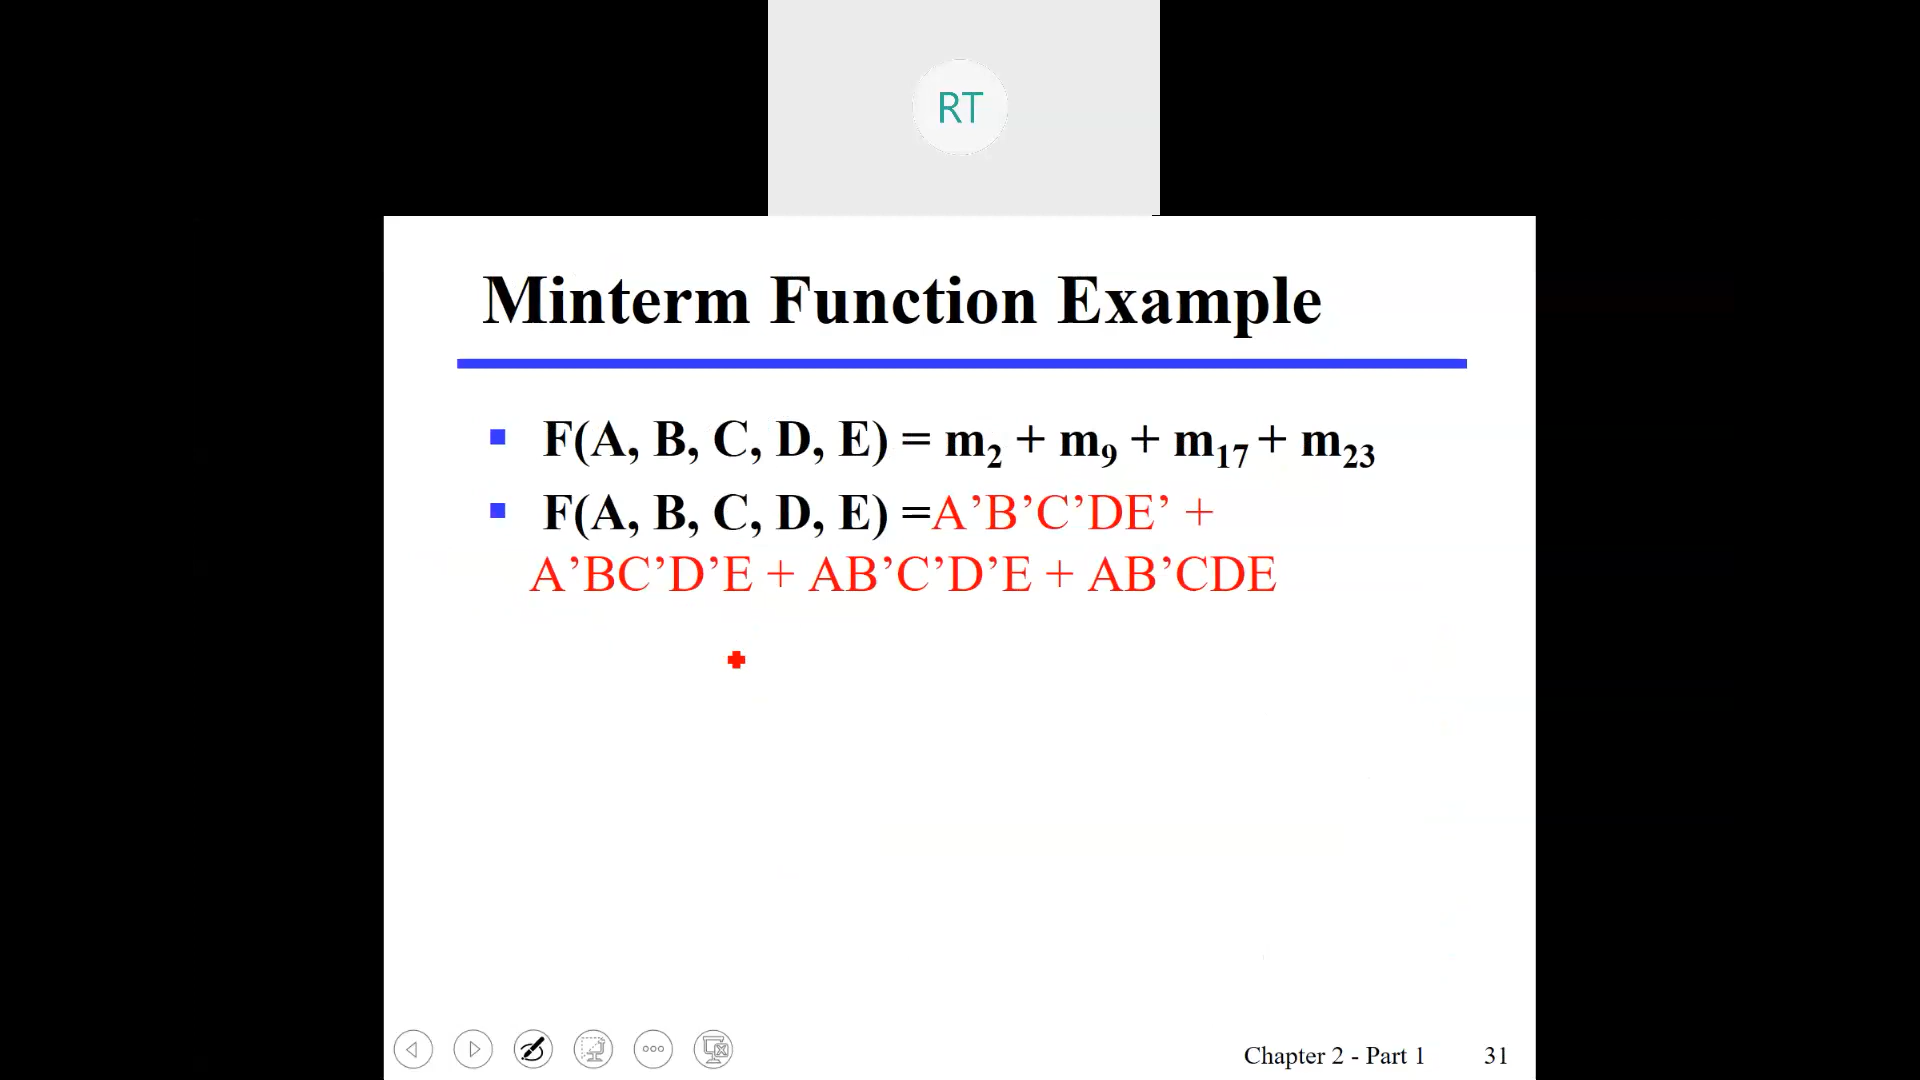 RT
Minterm Function Example
F(A, B, C, D, E) = m₂ + m₉ + m₁₇ + m₂₃
F(A, B, C, D, E) =A’B’C’DE’ +
A’BC’D’E + AB’C’D’E + AB’CDE
Chapter 2 - Part 1 31